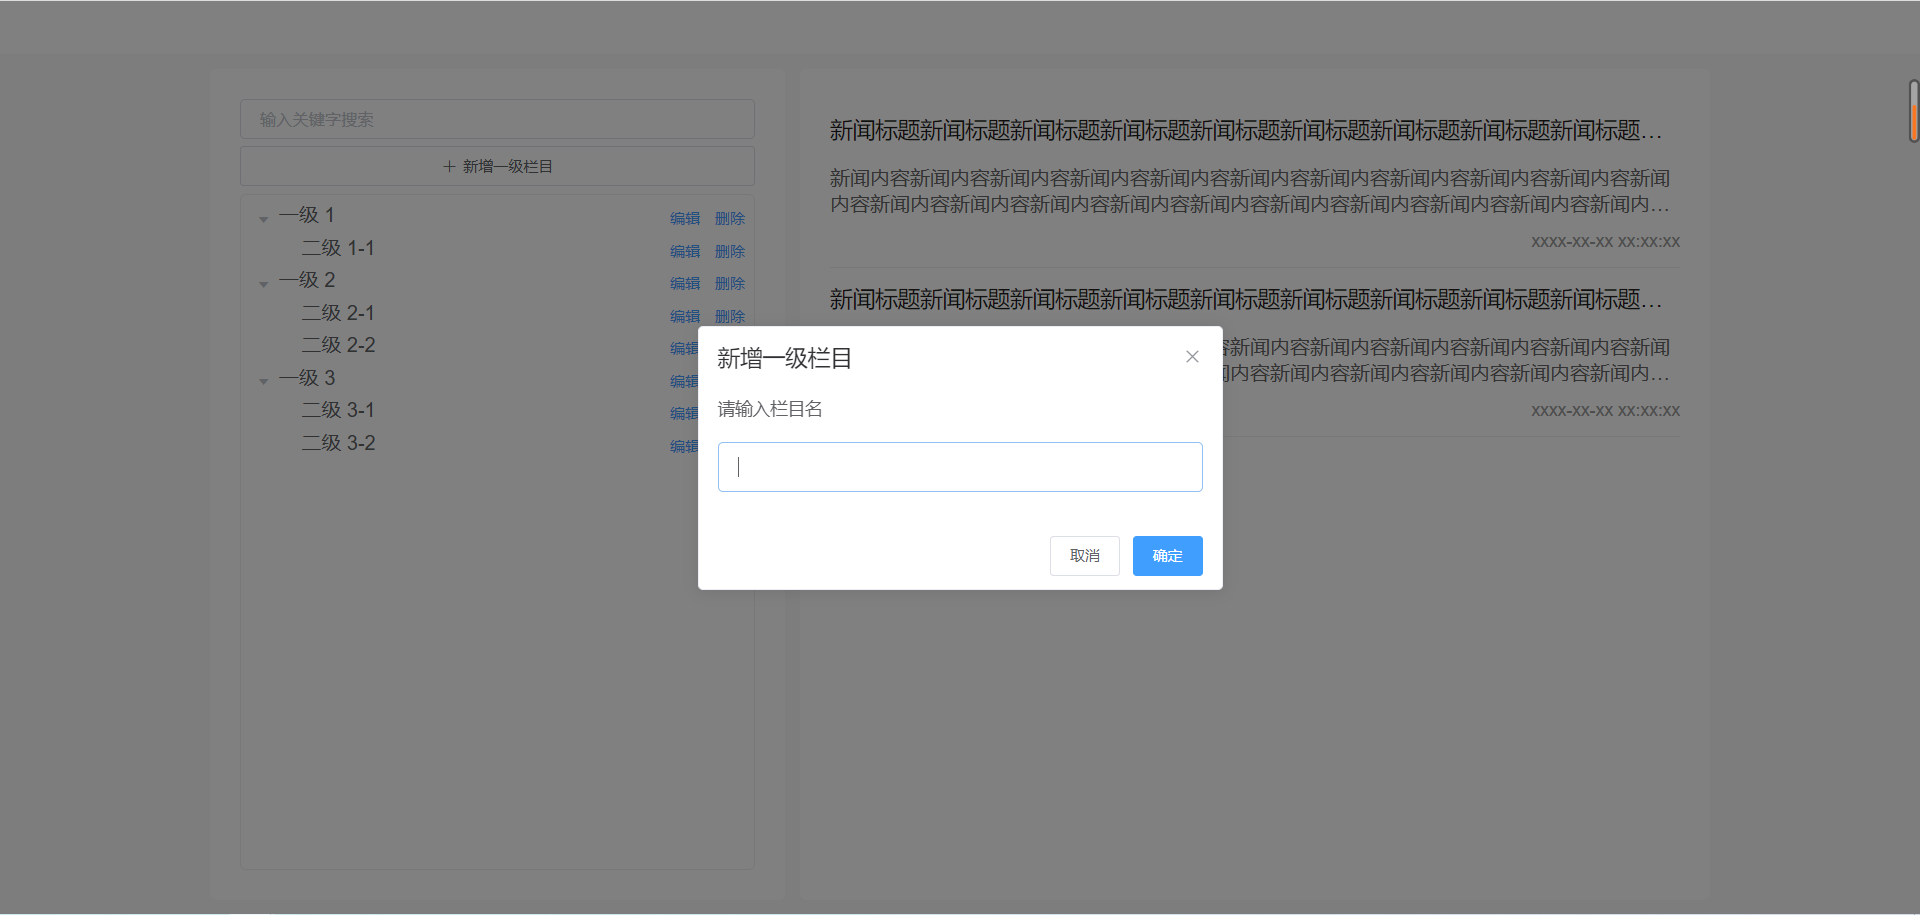 输入关键字搜索
新增一级栏目
一级 1 编辑 删除
二级 1-1 编辑 删除
一级 2 编辑 删除
二级 2-1 编辑 删除
二级 2-2 编辑
一级 3 编辑
二级 3-1 编辑
二级 3-2 编辑
新闻标题新闻标题新闻标题新闻标题新闻标题新闻标题新闻标题新闻标题新闻标题...
新闻内容新闻内容新闻内容新闻内容新闻内容新闻内容新闻内容新闻内容新闻内容新闻内容新闻
内容新闻内容新闻内容新闻内容新闻内容新闻内容新闻内容新闻内容新闻内容新闻内容新闻内...
xxxx-xx-xx xx:xx:xx
新闻标题新闻标题新闻标题新闻标题新闻标题新闻标题新闻标题新闻标题新闻标题...
新闻内容新闻内容新闻内容新闻内容新闻内容新闻
内容新闻内容新闻内容新闻内容新闻内容新闻内...
xxxx-xx-xx xx:xx:xx
新增一级栏目
请输入栏目名
取消 确定